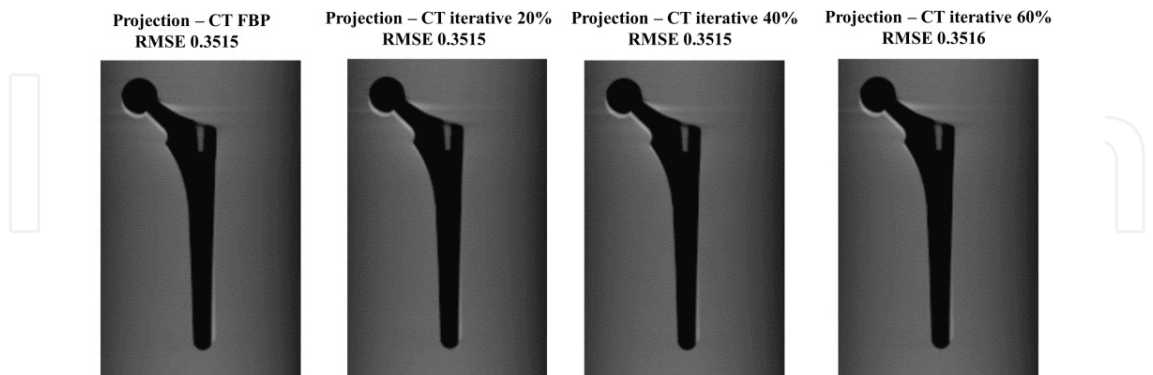 Projection – CT FBP
RMSE 0.3515
Projection – CT iterative 20%
RMSE 0.3515
Projection – CT iterative 40%
RMSE 0.3515
Projection – CT iterative 60%
RMSE 0.3516